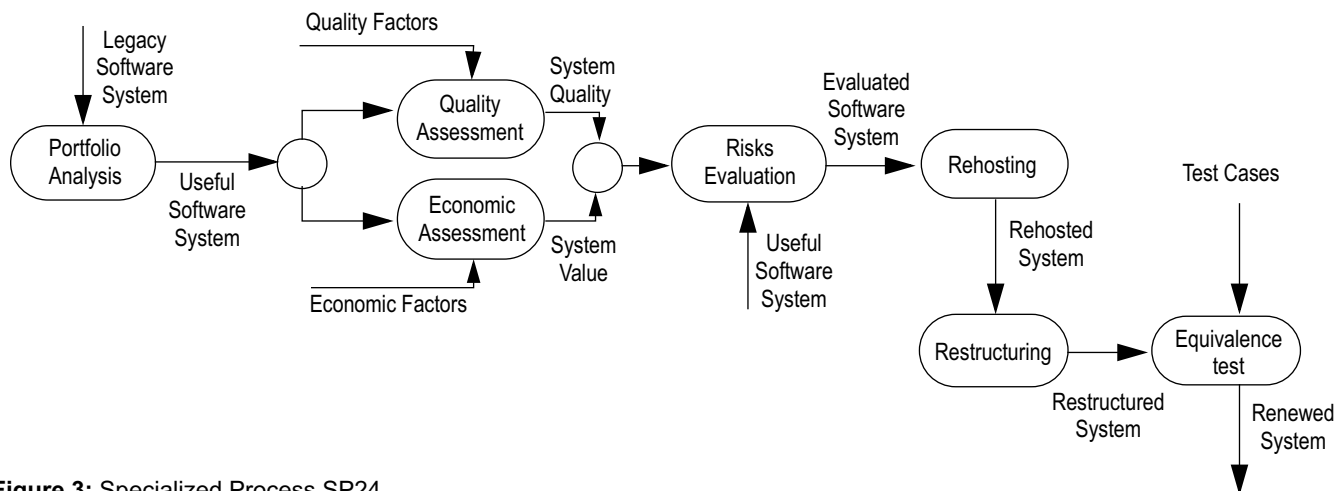 Quality Factors
Legacy
Software
System
Portfolio
Analysis
Useful
Software
System
Quality
Assessment
System
Quality
Economic
Assessment
System
Value
Economic Factors
Risks
Evaluation
Useful
Software
System
Evaluated
Software
System
Rehosting
Rehosted
System
Restructuring
Restructured
System
Test Cases
Equivalence
test
Renewed
System
Figure 3: Specialized Process SP24